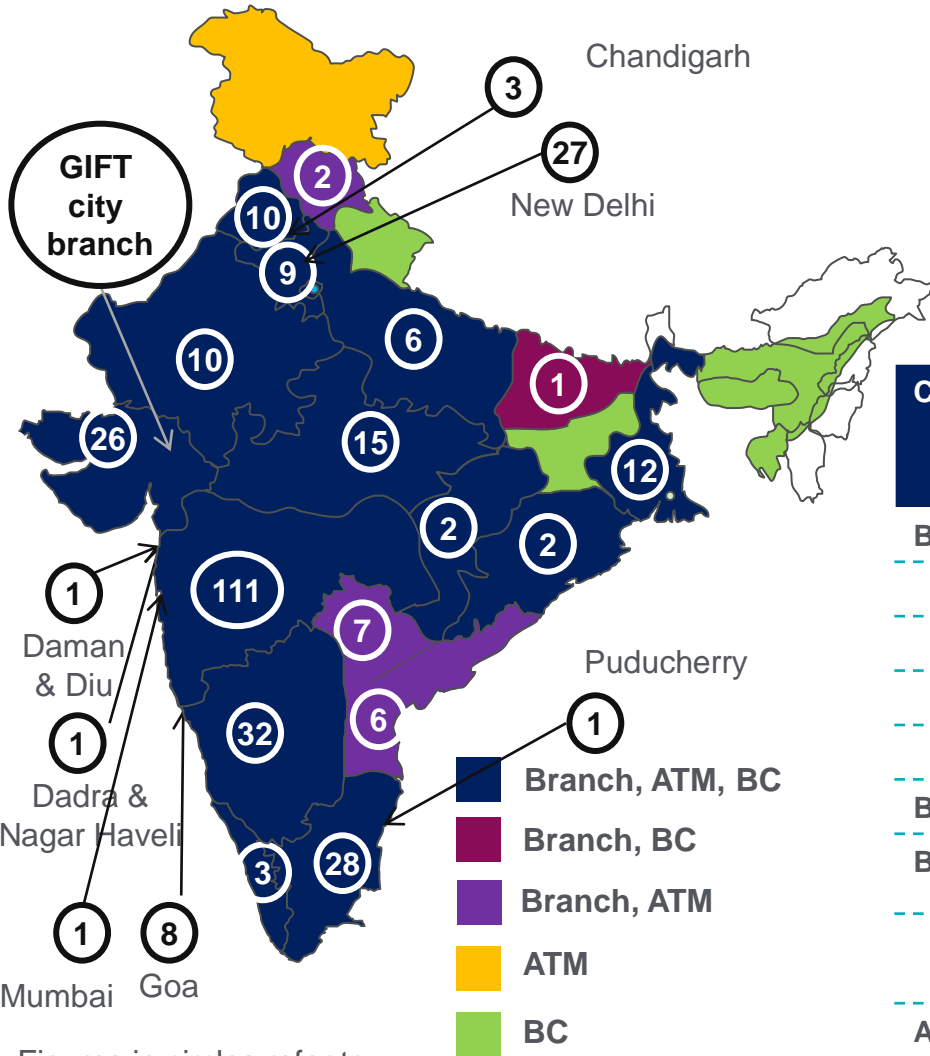 Chandigarh
3
27
New Delhi
GIFT
city
branch
2
10
9
10
6
1
26
15
12
2
2
111
1
Daman
& Diu
7
Puducherry
1
6
32
1
Dadra &
Nagar Haveli
3
28
1
Mumbai
8
Goa
Branch, ATM, BC
Branch, BC
Branch, ATM
ATM
BC
C
B
B
B
A